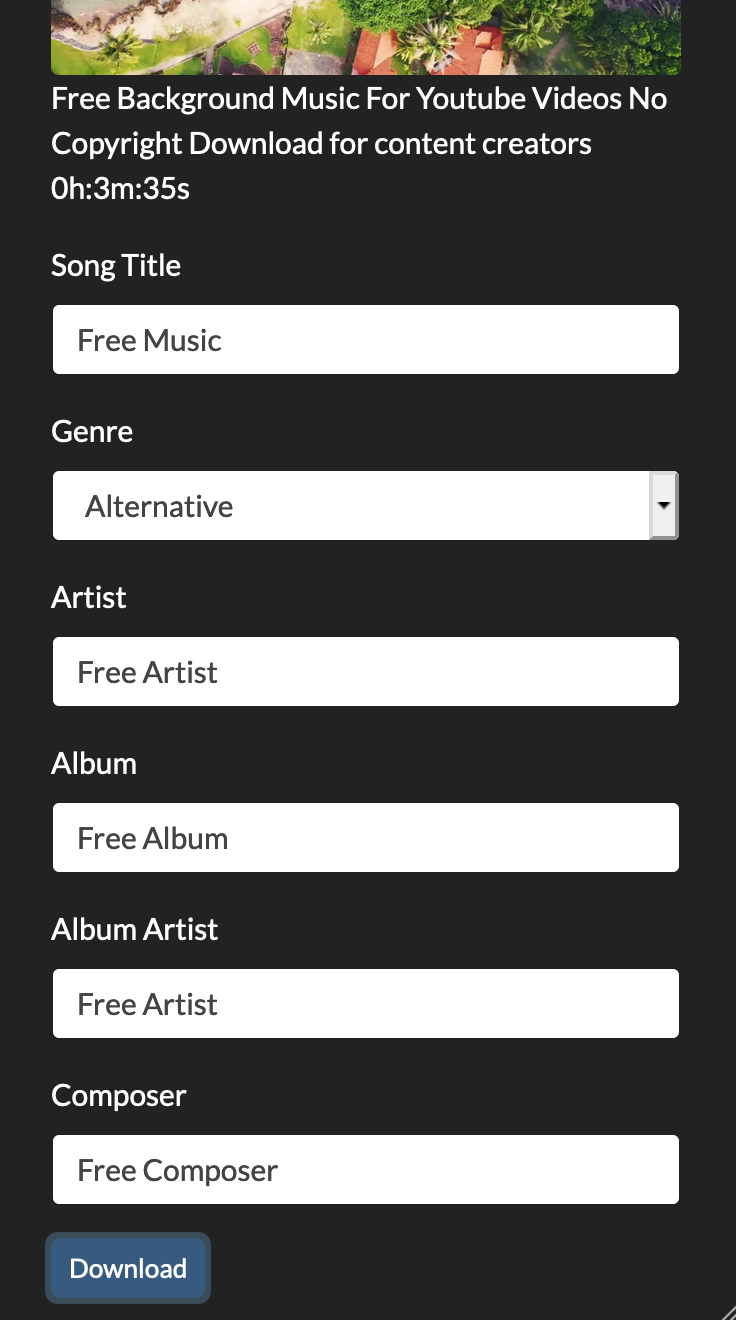 Free Background Music For Youtube Videos No
Copyright Download for content creators
0h:3m:35s
Song Title
Free Music
Genre
Alternative
Artist
Free Artist
Album
Free Album
Album Artist
Free Artist
Composer
Free Composer
Download